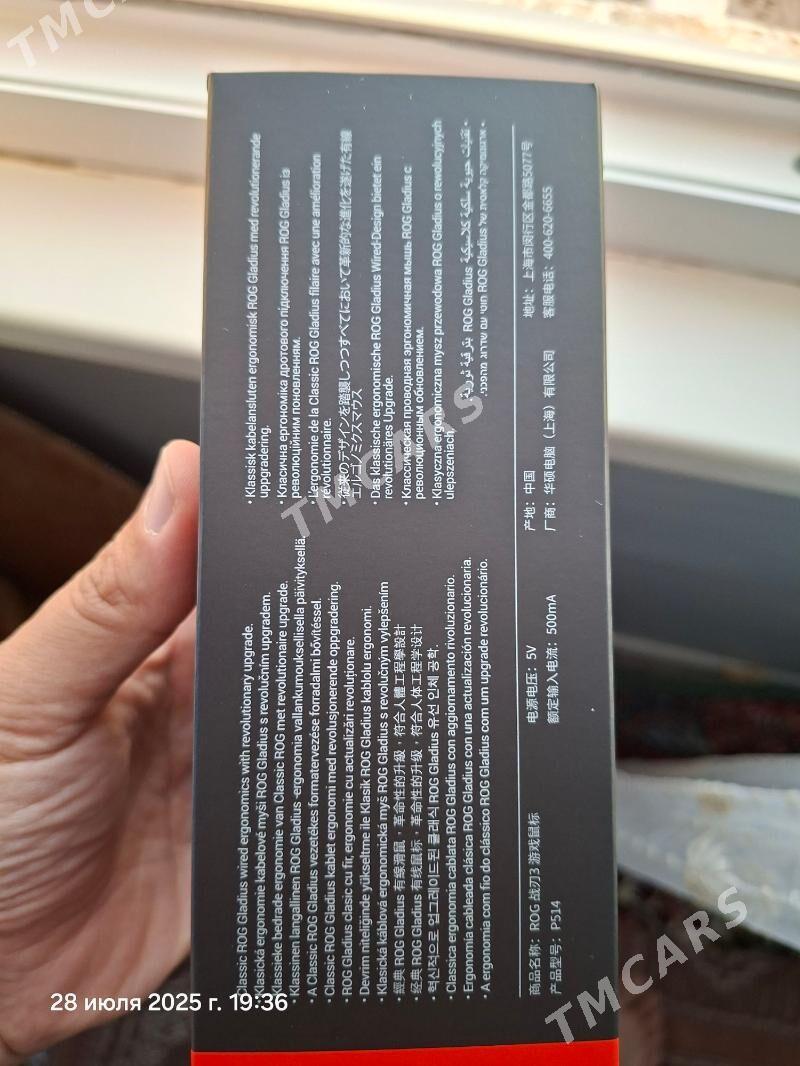 Classic ROG Gladius wired ergonomics with revolutionary upgrade.
Klasická ergonomie kabelové myši ROG Gladius s revolučním upgradem.
Klassieke bedrade ergonomie van Classic ROG met revolutionaire upgrade.
Klassinen langallinen ROG Gladius -ergonomia vallankumouksellisella päivityksellä.
• A Classic ROG Gladius vezetékes formatervezése forradalmi bővítéssel.
• Classic ROG Gladius kablet ergonomi med revolusjonerende oppgradering.
• ROG Gladius clasic cu fir, ergonomie cu actualizări revoluționare.
Devrim niteliğinde yükseltme ile Klasik ROG Gladius kablolu ergonomi.
• Klasická káblová ergonomická myš ROG Gladius s revolučným vylepšením
• 經典 ROG Gladius 有線滑鼠，革命性的升級，符合人體工程學設計
• 经典 ROG Gladius 有线鼠标，革命性的升级，符合人体工程学设计
• 혁신적으로 업그레이드된 클래식 ROG Gladius 유선 인체 공학.
• Classica ergonomia cablata ROG Gladius con aggiornamento rivoluzionario.
• Ergonomía cableada clásica ROG Gladius con una actualización revolucionaria.
• A ergonomia com fio do clássico ROG Gladius com um upgrade revolucionário.
• Klassisk kabelansluten ergonomisk ROG Gladius med revolutionerande
uppgradering.
• Класична ергономіка дротового підключення ROG Gladius із
революційним поновленням.
• L'ergonomie de la Classic ROG Gladius filaire avec une amélioration
révolutionnaire.
• 従来のデザインを踏襲しつつすべてにおいて革新的な進化を遂げた有線
エルゴノミクスマウス
• Das klassische ergonomische ROG Gladius Wired-Design bietet ein
revolutionäres Upgrade.
• Классическая проводная эргономичная мышь ROG Gladius с
революционным обновлением.
• Klasyczna ergonomiczna mysz przewodowa ROG Gladius o rewolucyjnych
ulepszeniach
ROG Gladius
• ארגונומיקה קלאסית של ROG Gladius חוטי עם שדרוג מהפכני.
商品名称：ROG 战刃3 游戏鼠标
产品型号：P514
电源电压：5V
额定输入电流：500mA
产地：中国
厂商：华硕电脑（上海）有限公司
地址：上海市闵行区金都路5077号
客服电话：400-620-6655
28 июля 2025 г. 19:36
TMCARS
TMCARS
TMCARS
TMCARS